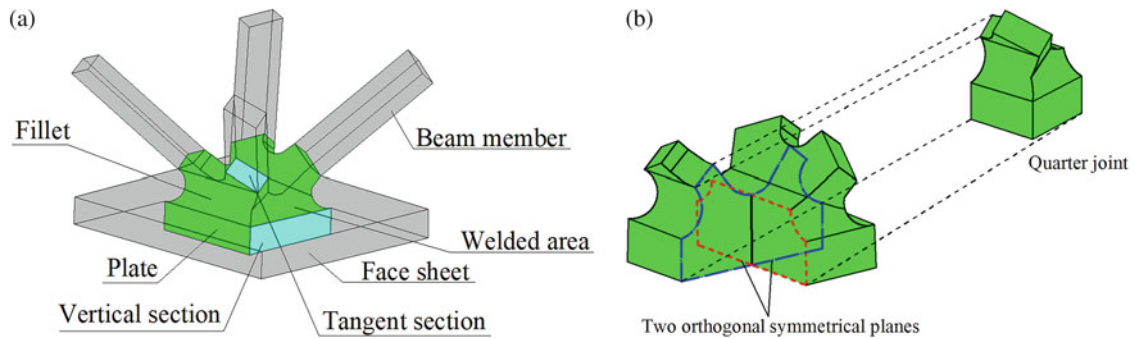 (a)
Fillet
Beam member
Welded area
Plate
Face sheet
Vertical section
Tangent section
(b)
Quarter joint
Two orthogonal symmetrical planes